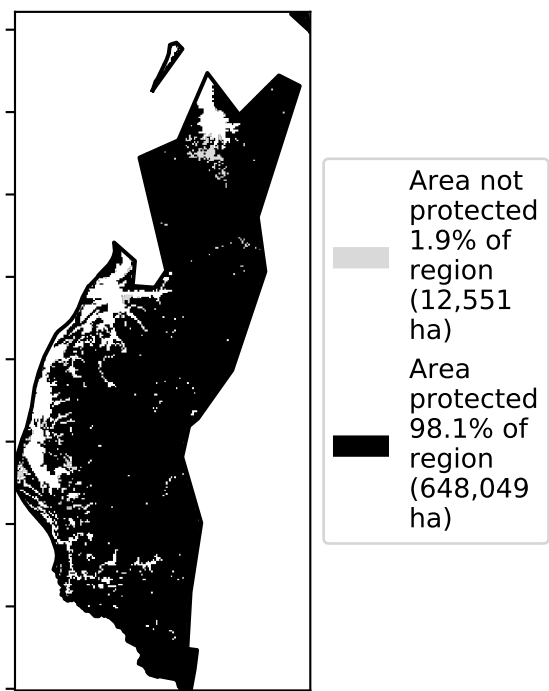 Area not
protected
1.9% of
region
(12,551
ha)
Area
protected
98.1% of
region
(648,049
ha)